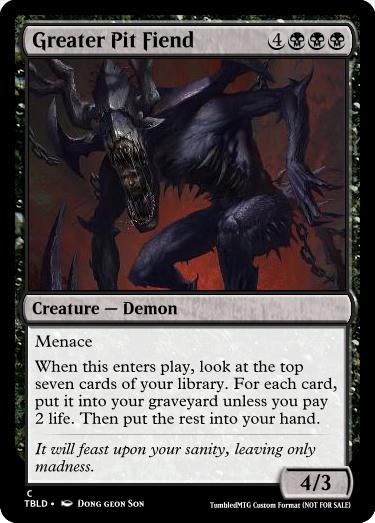 Greater Pit Fiend 4
Creature — Demon
Menace
When this enters play, look at the top
seven cards of your library. For each card,
put it into your graveyard unless you pay
2 life. Then put the rest into your hand.
It will feast upon your sanity, leaving only
madness.
4/3
C
TBLD • Dong geon Son
TumbledMTG Custom Format (NOT FOR SALE)